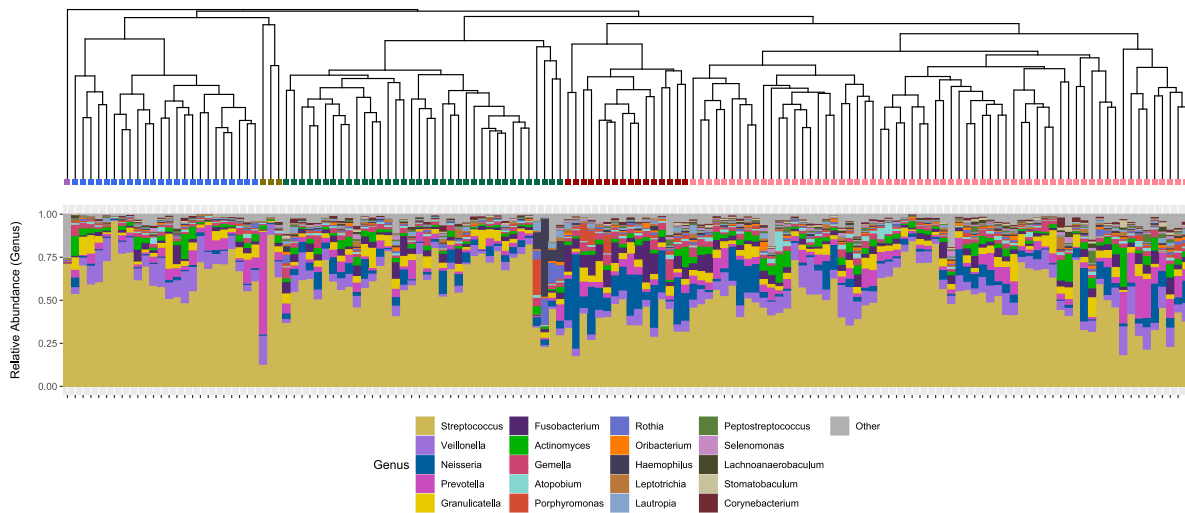 Relative Abundance (Genus)
1.00
0.75
0.50
0.25
0.00
Genus
Streptococcus
Veillonella
Neisseria
Prevotella
Granulicatella
Fusobacterium
Actinomyces
Gemella
Atopobium
Porphyromonas
Rothia
Oribacterium
Haemophilus
Leptotrichia
Lautropia
Peptostreptococcus
Selenomonas
Lachnoanaerobaculum
Stomatobaculum
Corynebacterium
Other